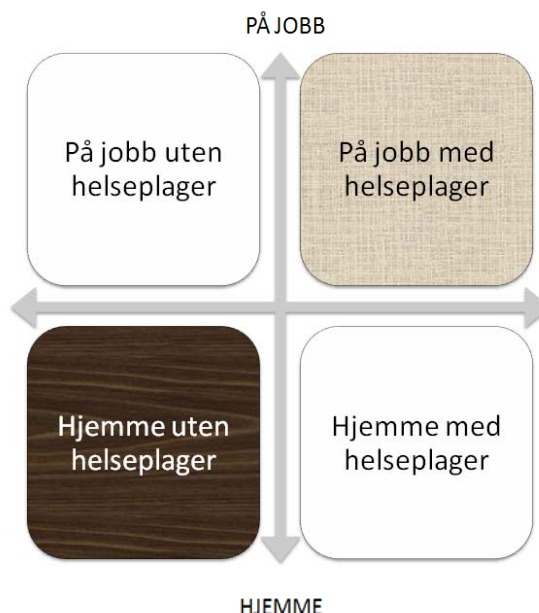 PÅ JOBB
På jobb uten
helseplager
På jobb med
helseplager
Hjemme uten
helseplager
Hjemme med
helseplager
HJEMME